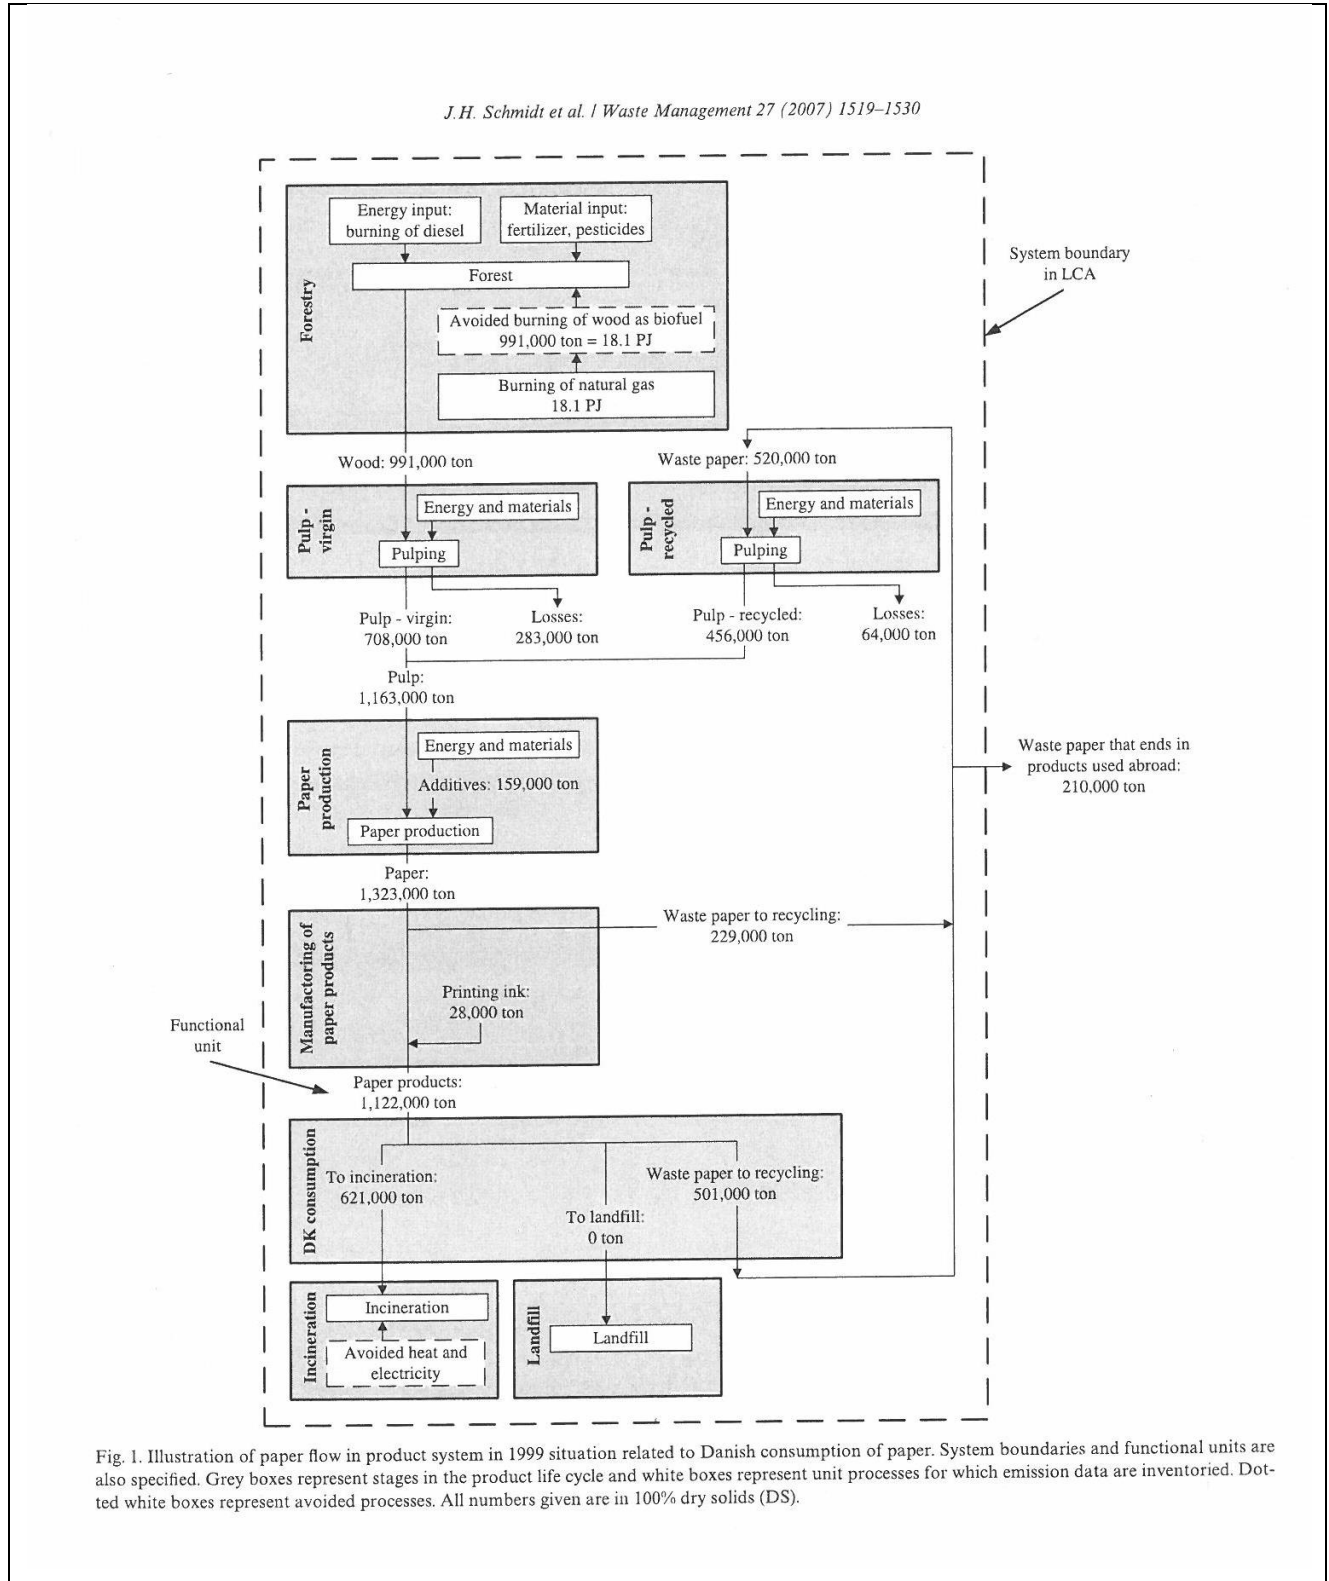 J.H. Schmidt et al. / Waste Management 27 (2007) 1519–1530
Energy input:
burning of diesel
Material input:
fertilizer, pesticides
Forest
Avoided burning of wood as biofuel
991,000 ton = 18.1 PJ
Burning of natural gas
18.1 PJ
Forestry
System boundary
in LCA
Wood: 991,000 ton
Waste paper: 520,000 ton
Pulp -
virgin
Energy and materials
Pulping
Pulp -
recycled
Energy and materials
Pulping
Pulp - virgin:
708,000 ton
Losses:
283,000 ton
Pulp - recycled:
456,000 ton
Losses:
64,000 ton
Pulp:
1,163,000 ton
Paper
production
Energy and materials
Additives: 159,000 ton
Paper production
Waste paper that ends in
products used abroad:
210,000 ton
Paper:
1,323,000 ton
Manufactoring of
paper products
Waste paper to recycling:
229,000 ton
Printing ink:
28,000 ton
Functional
unit
Paper products:
1,122,000 ton
DK consumption
To incineration:
621,000 ton
To landfill:
0 ton
Waste paper to recycling:
501,000 ton
Incineration
Incineration
Avoided heat and
electricity
Landfill
Landfill
Fig. 1. Illustration of paper flow in product system in 1999 situation related to Danish consumption of paper. System boundaries and functional units are
also specified. Grey boxes represent stages in the product life cycle and white boxes represent unit processes for which emission data are inventoried. Dot-
ted white boxes represent avoided processes. All numbers given are in 100% dry solids (DS).